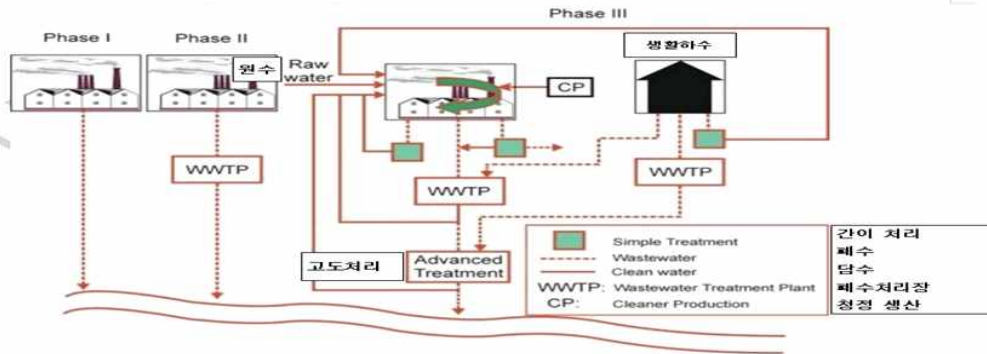 Phase III
Phase I
Phase II
생활하수
원수
Raw
water
CP
WWTP
WWTP
WWTP
고도처리
Advanced
Treatment
Simple Treatment
Wastewater
Clean water
WWTP: Wastewater Treatment Plant
CP: Cleaner Production
간이 처리
폐수
담수
폐수처리장
청정 생산